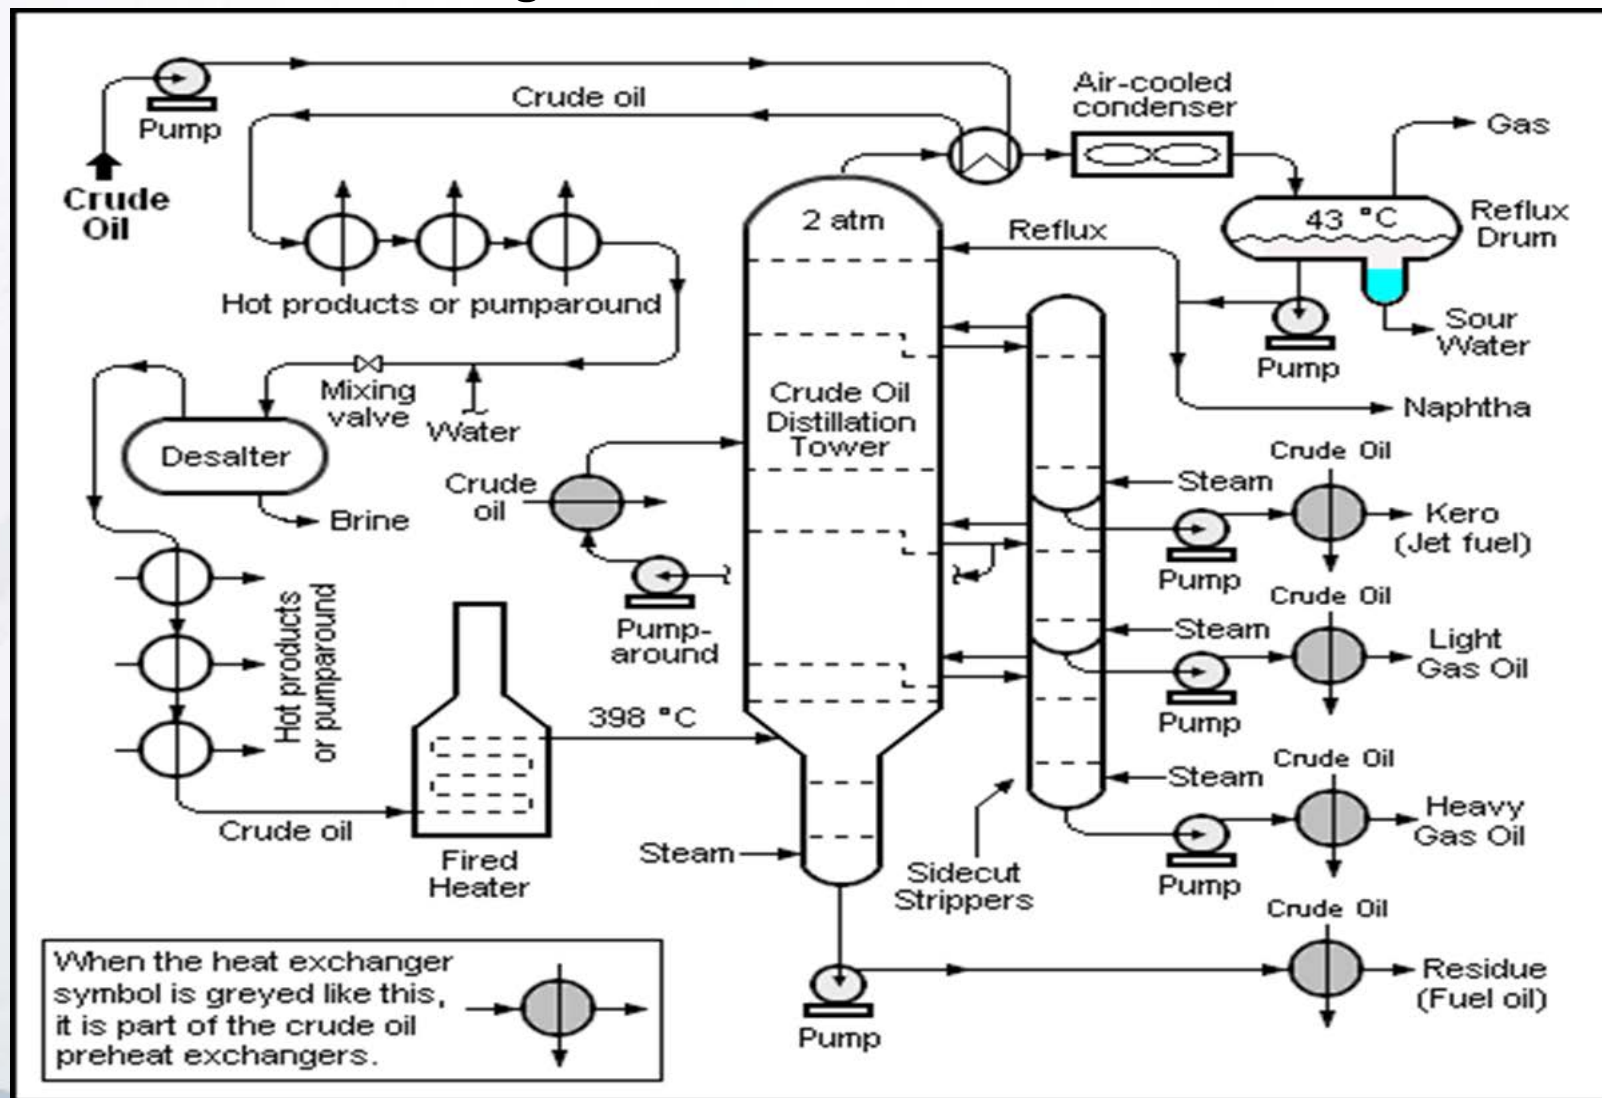 Crude oil
Air-cooled
condenser
Gas
Pump
Crude
Oil
2 atm
43 °C
Reflux
Drum
Reflux
Hot products or pumparound
Sour
Water
Pump
Mixing
valve
Water
Crude Oil
Distillation
Tower
Naphtha
Desalter
Crude
oil
Brine
Crude Oil
Steam
Kero
(Jet fuel)
Pump
Crude Oil
Hot products
or pumparound
Pump-
around
Steam
Light
Gas Oil
Pump
398 °C
Crude Oil
Steam
Heavy
Gas Oil
Crude oil
Fired
Heater
Steam
Sidecut
Strippers
Pump
Crude Oil
When the heat exchanger
symbol is greyed like this,
it is part of the crude oil
preheat exchangers.
Residue
(Fuel oil)
Pump